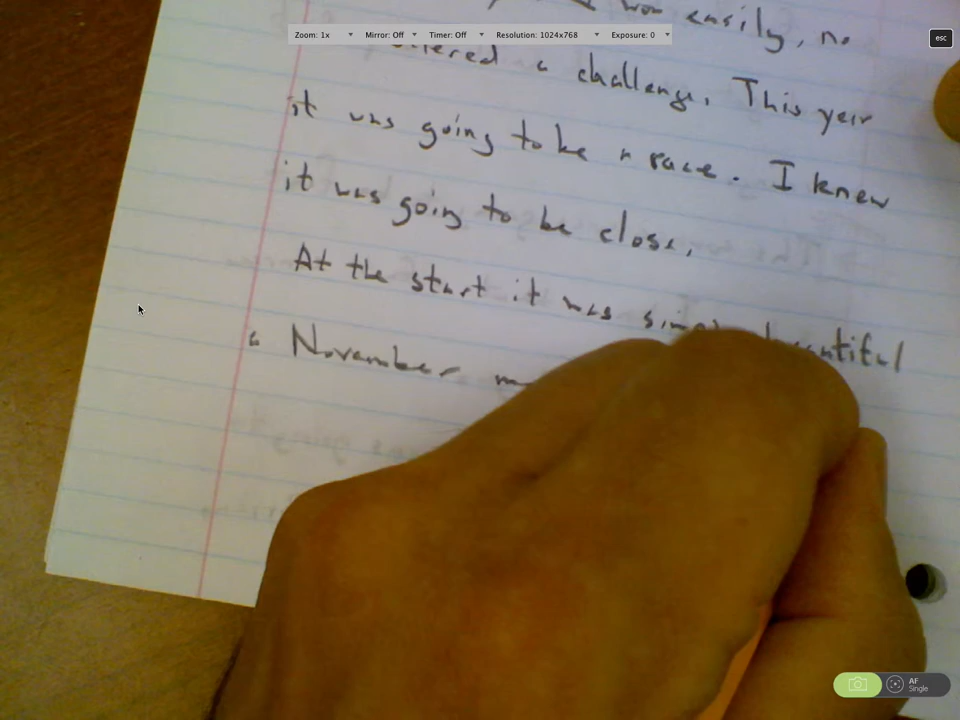 Zoom: 1x Mirror: Off Timer: Off Resolution: 1024x768 Exposure: 0
esc
won easily, no
a challenge. This year
it was going to be a race. I knew
it was going to be close.
At the start it was
a November
AF
Single